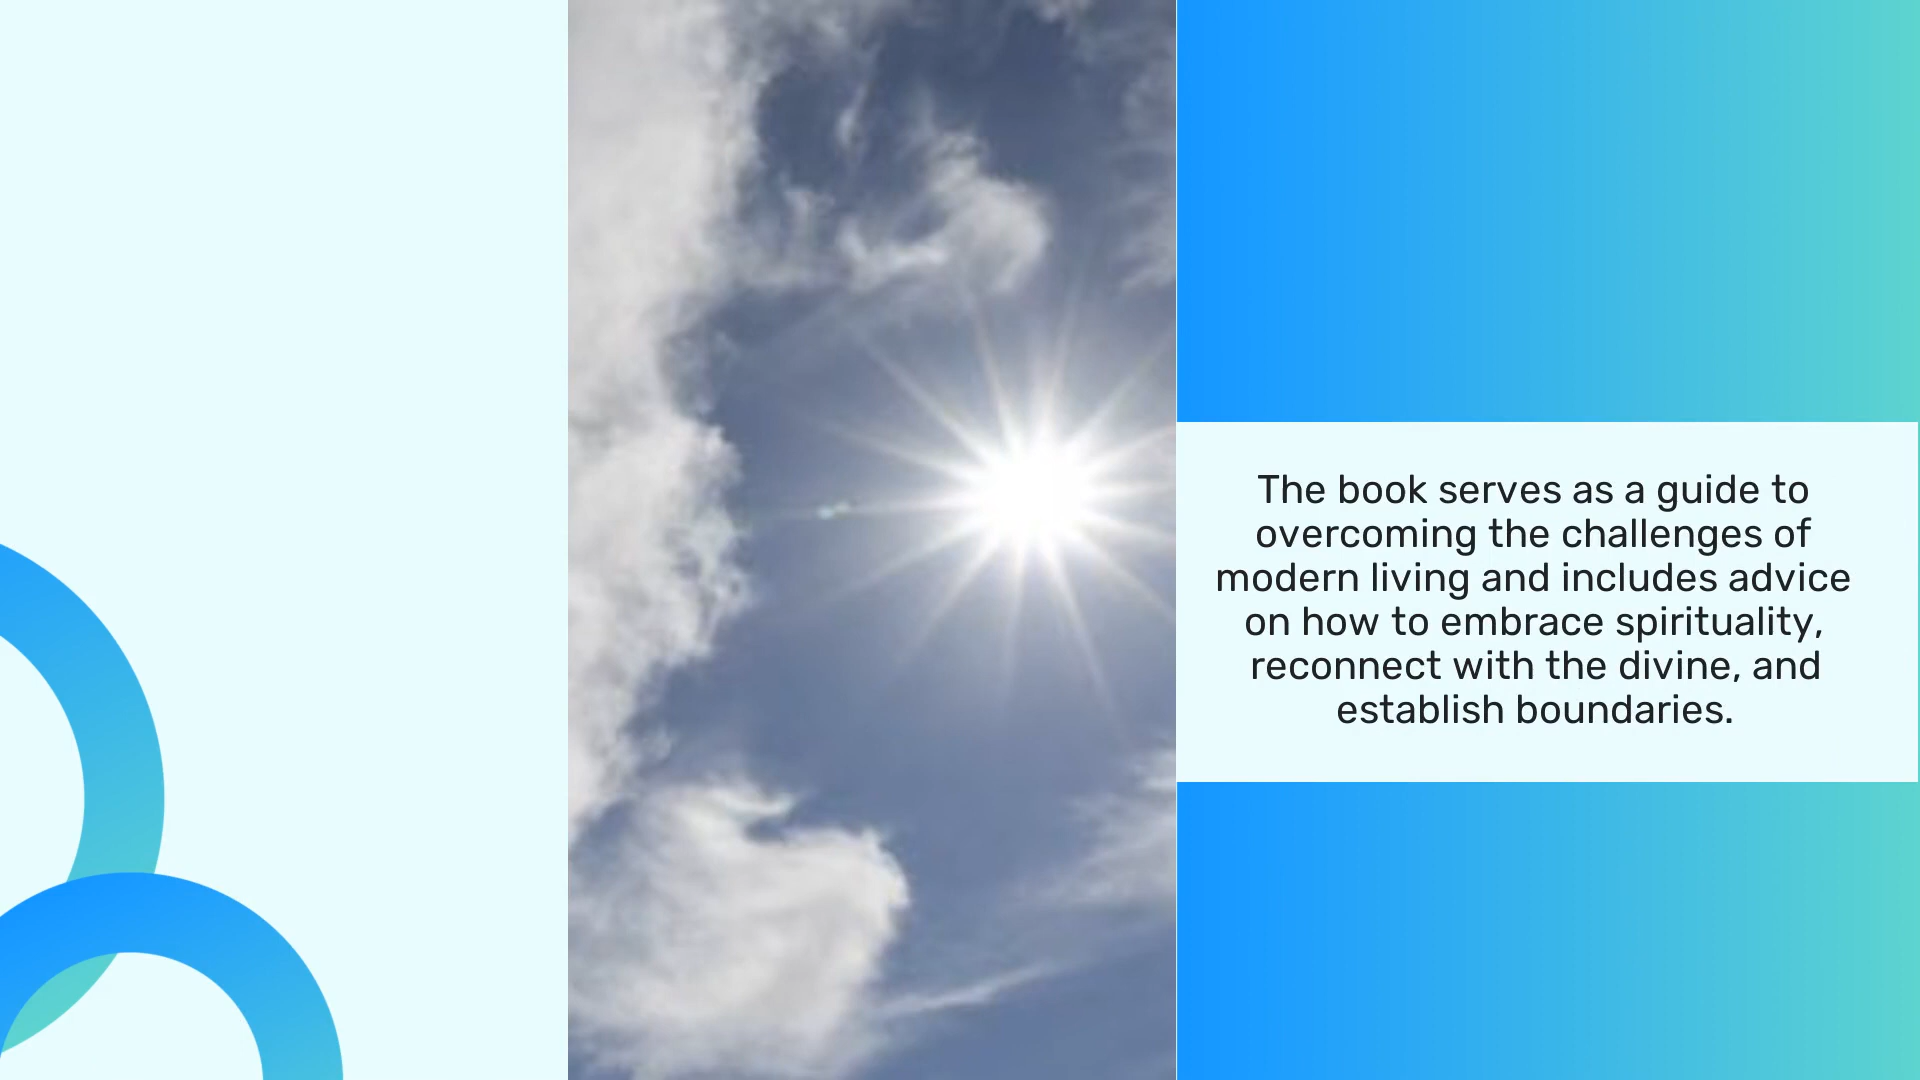 The book serves as a guide to
overcoming the challenges of
modern living and includes advice
on how to embrace spirituality,
reconnect with the divine, and
establish boundaries.